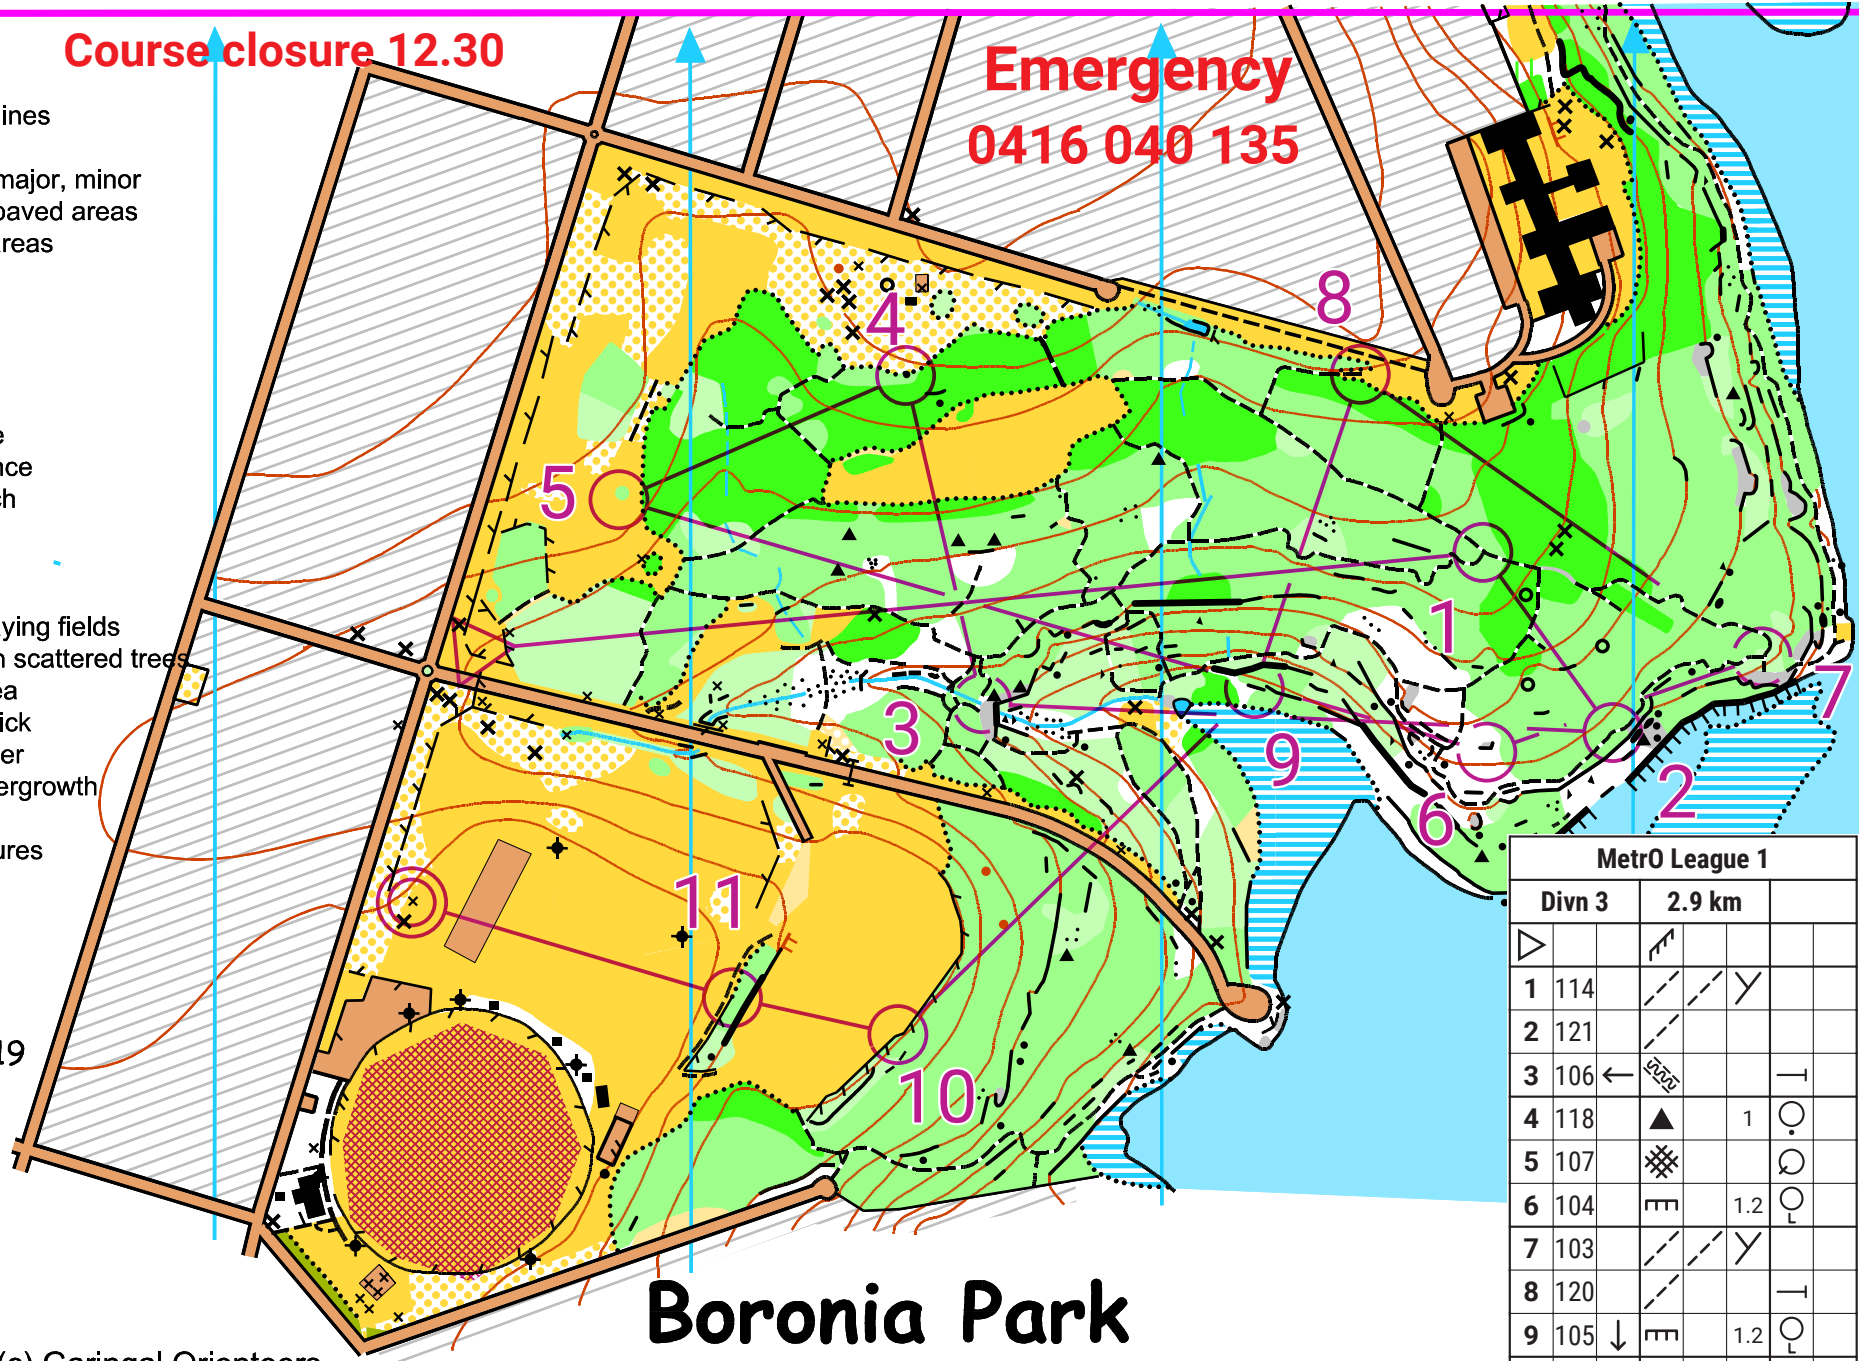 Course closure 12.30
Emergency
0416 040 135
ines
major, minor
paved areas
reas
e
nce
ch
ying fields
n scattered trees
ea
ick
er
ergrowth
ures
19
4
8
5
1
7
3
9
2
6
11
10
MetrO League 1
Divn 3 2.9 km
1 114
2 121
3 106
4 118 1
5 107
6 104 1.2
7 103
8 120
9 105 1.2
Boronia Park
(c) Garingal Orienteers